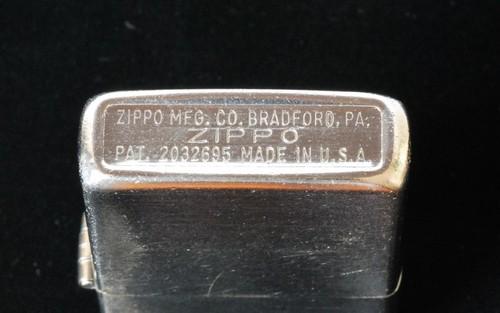 ZIPPO MFG. CO. BRADFORD, PA.
ZIPPO
PAT. 2032695 MADE IN U.S.A.